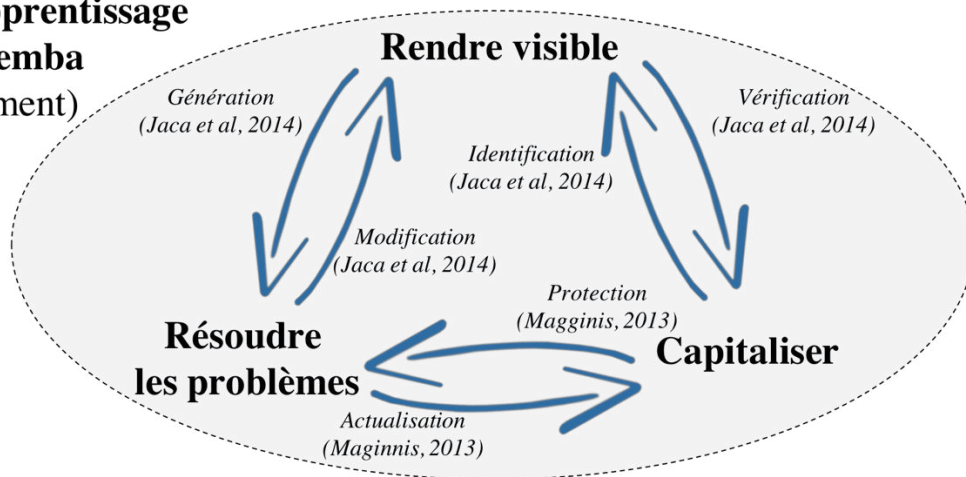 pprentissage
emba
ment)
Rendre visible
Génération
(Jaca et al, 2014)
Vérification
(Jaca et al, 2014)
Identification
(Jaca et al, 2014)
Modification
(Jaca et al, 2014)
Protection
(Magginis, 2013)
Résoudre
les problèmes
Capitaliser
Actualisation
(Maginnis, 2013)